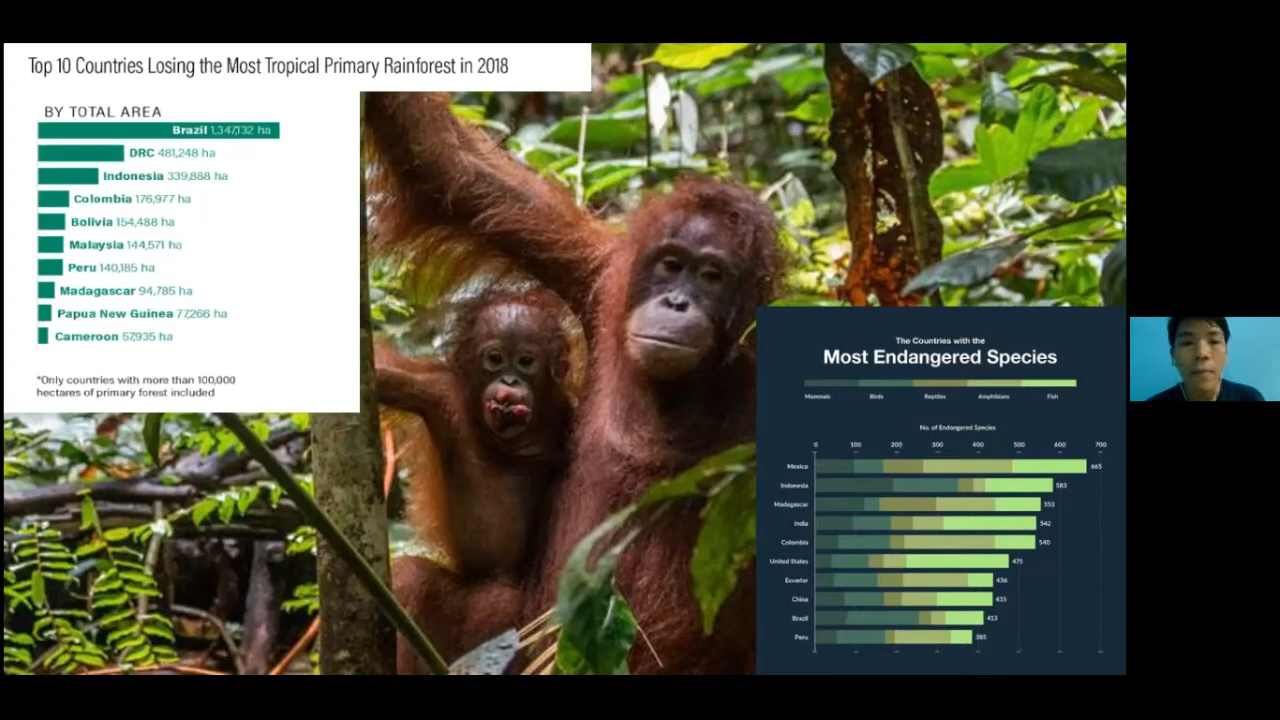 Top 10 Countries Losing the Most Tropical Primary Rainforest in 2018
BY TOTAL AREA
Brazil 1,347,132 ha
DRC 481,248 ha
Indonesia 339,888 ha
Colombia 176,977 ha
Bolivia 154,488 ha
Malaysia 144,571 ha
Peru 140,185 ha
Madagascar 94,785 ha
Papua New Guinea 77,266 ha
Cameroon 57,935 ha
*Only countries with more than 100,000
hectares of primary forest included
The Countries with the
Most Endangered Species
Mammals Birds Reptiles Amphibians Fish
No. of Endangered Species
0 100 200 300 400 500 600 700
Mexico 665
Indonesia 583
Madagascar 553
India 542
Colombia 540
United States 475
Ecuador 436
China 435
Brazil 413
Peru 385